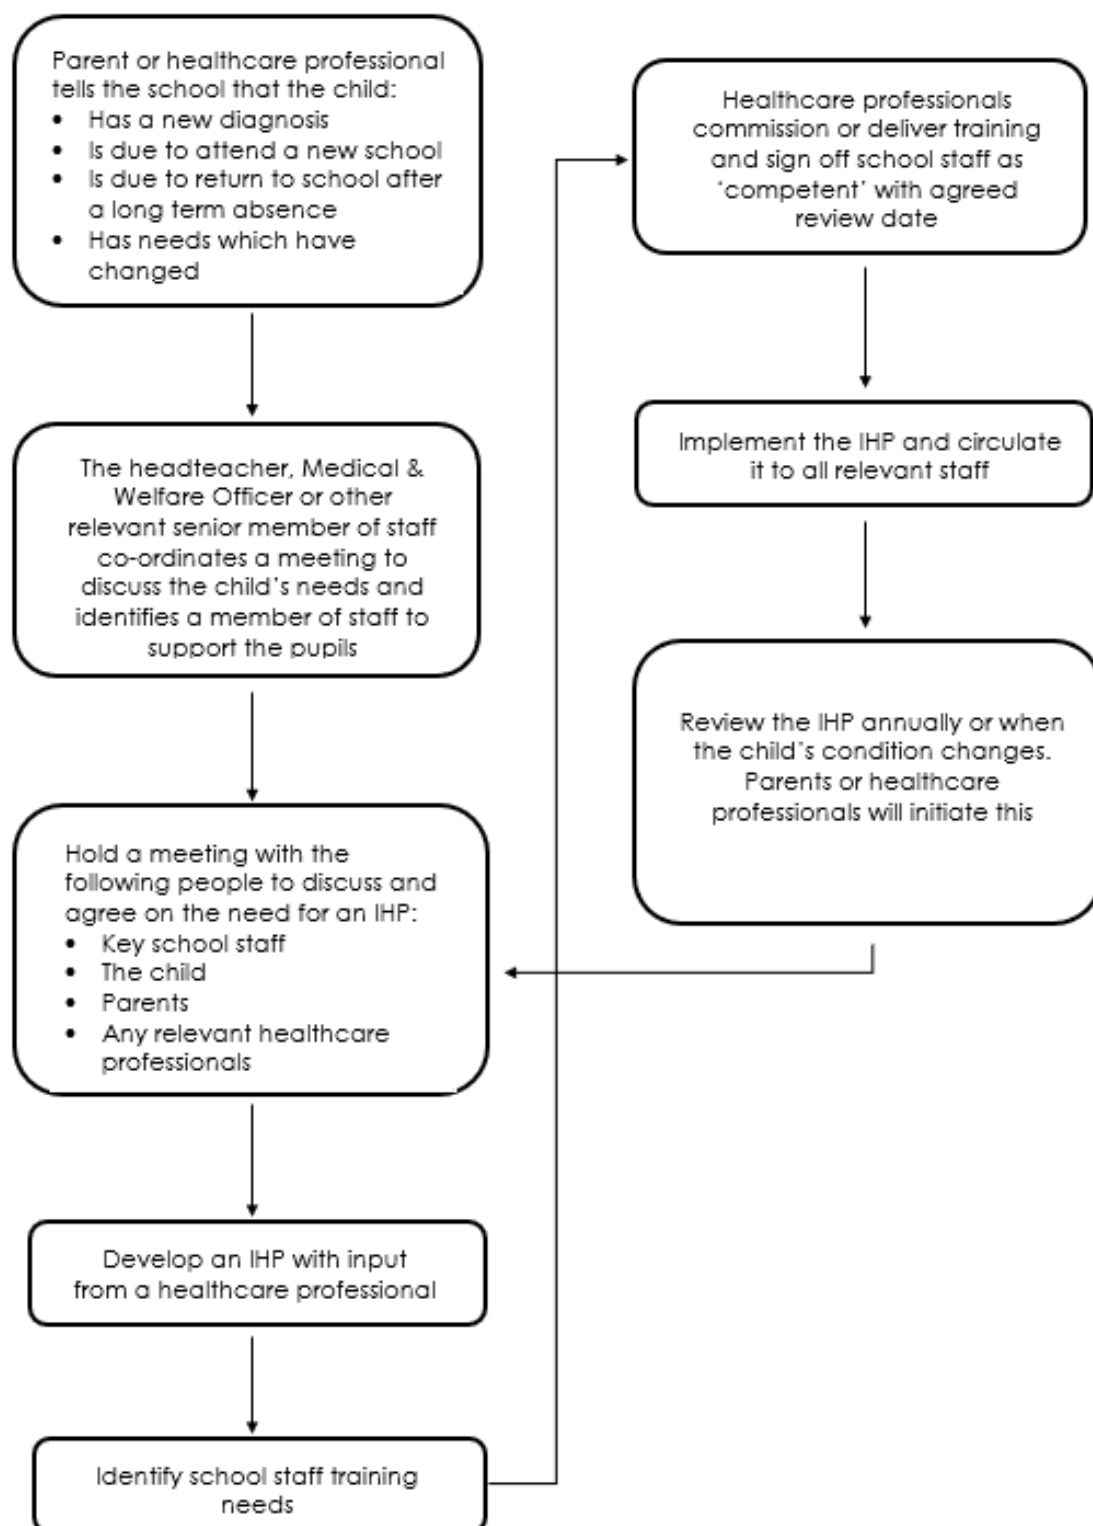 Parent or healthcare professional
tells the school that the child:
• Has a new diagnosis
• Is due to attend a new school
• Is due to return to school after
a long term absence
• Has needs which have
changed
The headteacher, Medical &
Welfare Officer or other
relevant senior member of staff
co-ordinates a meeting to
discuss the child's needs and
identifies a member of staff to
support the pupils
Hold a meeting with the
following people to discuss and
agree on the need for an IHP:
• Key school staff
• The child
• Parents
• Any relevant healthcare
professionals
Develop an IHP with input
from a healthcare professional
Identify school staff training
needs
Healthcare professionals
commission or deliver training
and sign off school staff as
'competent' with agreed
review date
Implement the IHP and circulate
it to all relevant staff
Review the IHP annually or when
the child's condition changes.
Parents or healthcare
professionals will initiate this